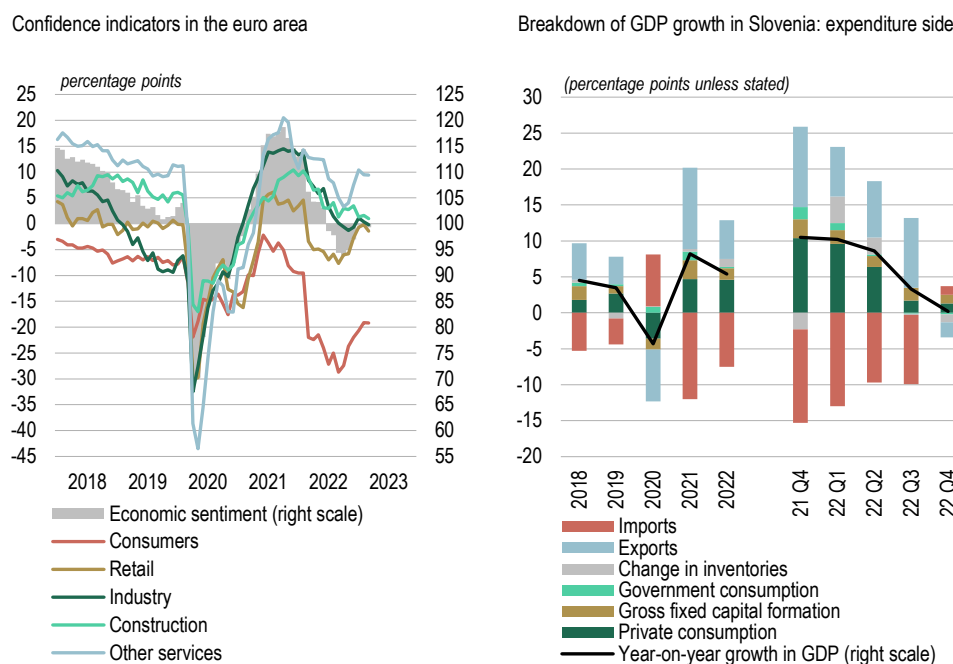 Confidence indicators in the euro area
percentage points
25
20
15
10
5
0
-5
-10
-15
-20
-25
-30
-35
-40
-45
125
120
115
110
105
100
95
90
85
80
75
70
65
60
55
2018 2019 2020 2021 2022 2023
Economic sentiment (right scale)
Consumers
Retail
Industry
Construction
Other services
Breakdown of GDP growth in Slovenia: expenditure side
(percentage points unless stated)
30
25
20
15
10
5
0
-5
-10
-15
-20
2018
2019
2020
2021
2022
21 Q4
22 Q1
22 Q2
22 Q3
22 Q4
Imports
Exports
Change in inventories
Government consumption
Gross fixed capital formation
Private consumption
Year-on-year growth in GDP (right scale)